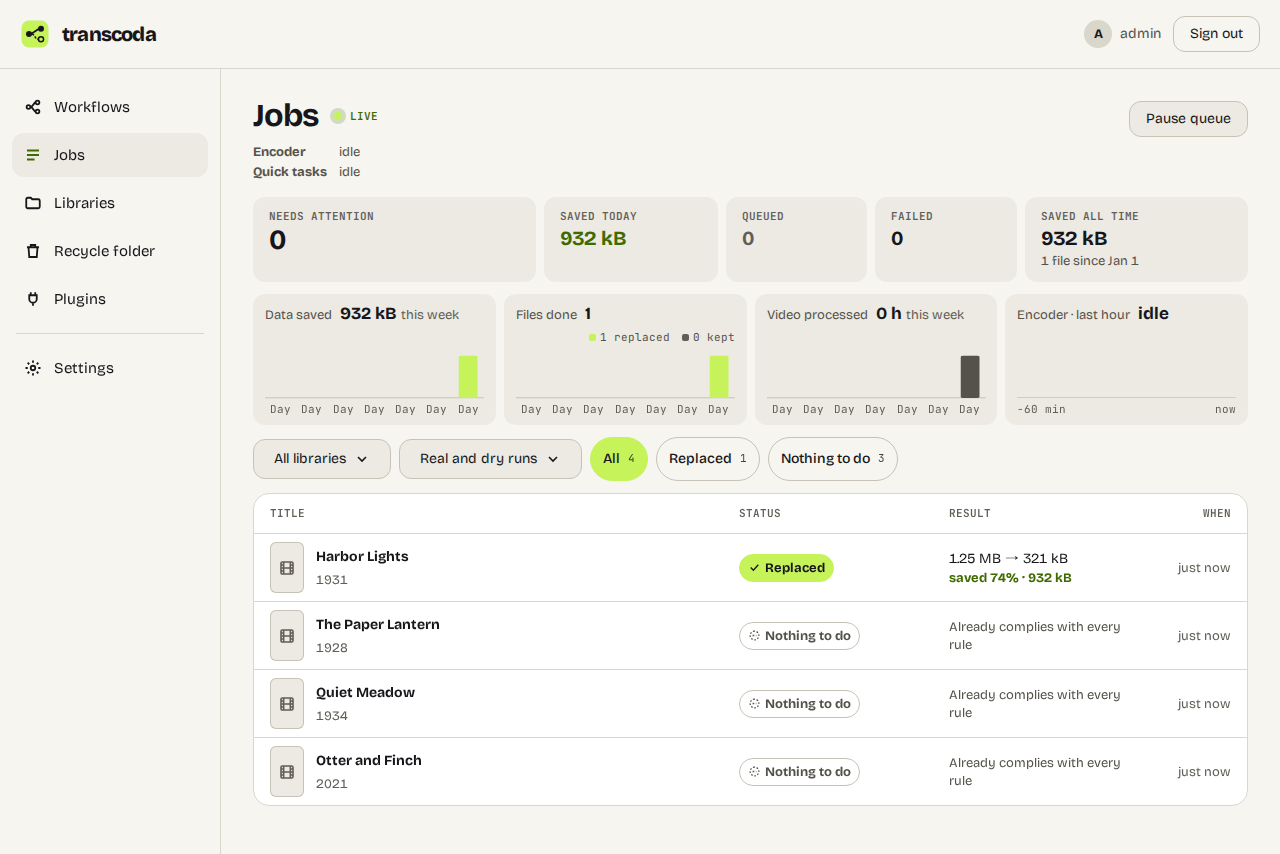 transcoda
A admin Sign out
Workflows
Jobs
Libraries
Recycle folder
Plugins
Settings
Jobs LIVE
Pause queue
Encoder idle
Quick tasks idle
NEEDS ATTENTION
0
SAVED TODAY
932 kB
QUEUED
0
FAILED
0
SAVED ALL TIME
932 kB
1 file since Jan 1
Data saved 932 kB this week
Day Day Day Day Day Day Day
Files done 1
1 replaced 0 kept
Day Day Day Day Day Day Day
Video processed 0 h this week
Day Day Day Day Day Day Day
Encoder · last hour idle
-60 min now
All libraries Real and dry runs All 4 Replaced 1 Nothing to do 3
TITLE STATUS RESULT WHEN
Harbor Lights
1931
Replaced
1.25 MB → 321 kB
saved 74% · 932 kB
just now
The Paper Lantern
1928
Nothing to do
Already complies with every
rule
just now
Quiet Meadow
1934
Nothing to do
Already complies with every
rule
just now
Otter and Finch
2021
Nothing to do
Already complies with every
rule
just now